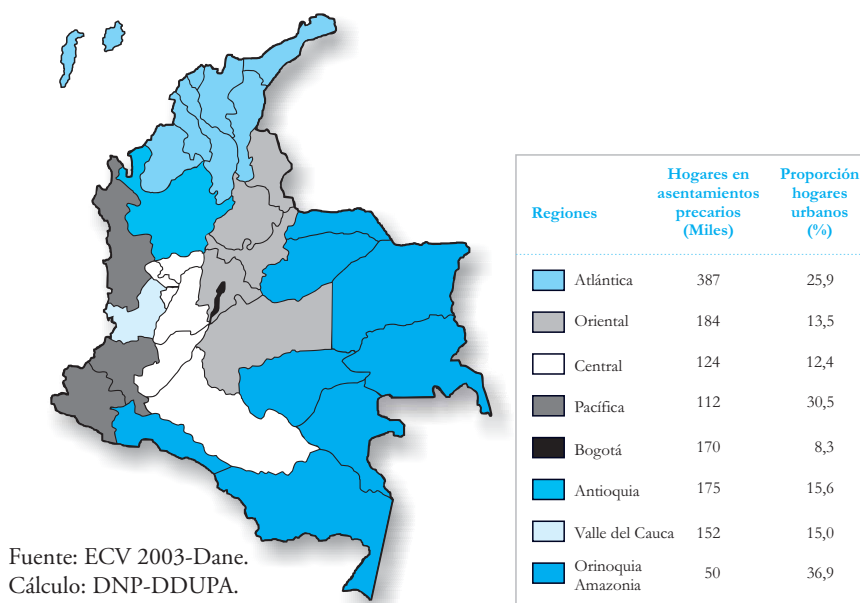 Regiones
Hogares en
asentamientos
precarios
(Miles)
Proporción
hogares
urbanos
(%)
Atlántica 387 25,9
Oriental 184 13,5
Central 124 12,4
Pacífica 112 30,5
Bogotá 170 8,3
Antioquia 175 15,6
Valle del Cauca 152 15,0
Orinoquia
Amazonia 50 36,9
Fuente: ECV 2003-Dane.
Cálculo: DNP-DDUPA.